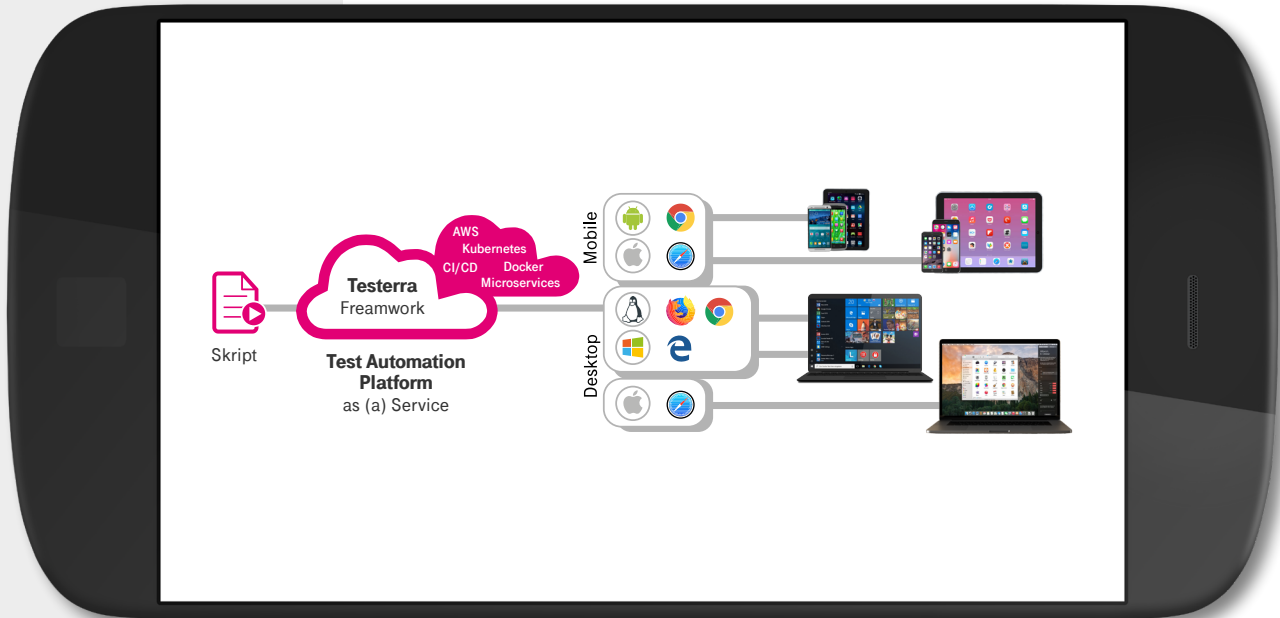 Skript
Testerra
Freamwork
AWS
Kubernetes
CI/CD
Docker
Microservices
Test Automation
Platform
as (a) Service
Mobile
Desktop